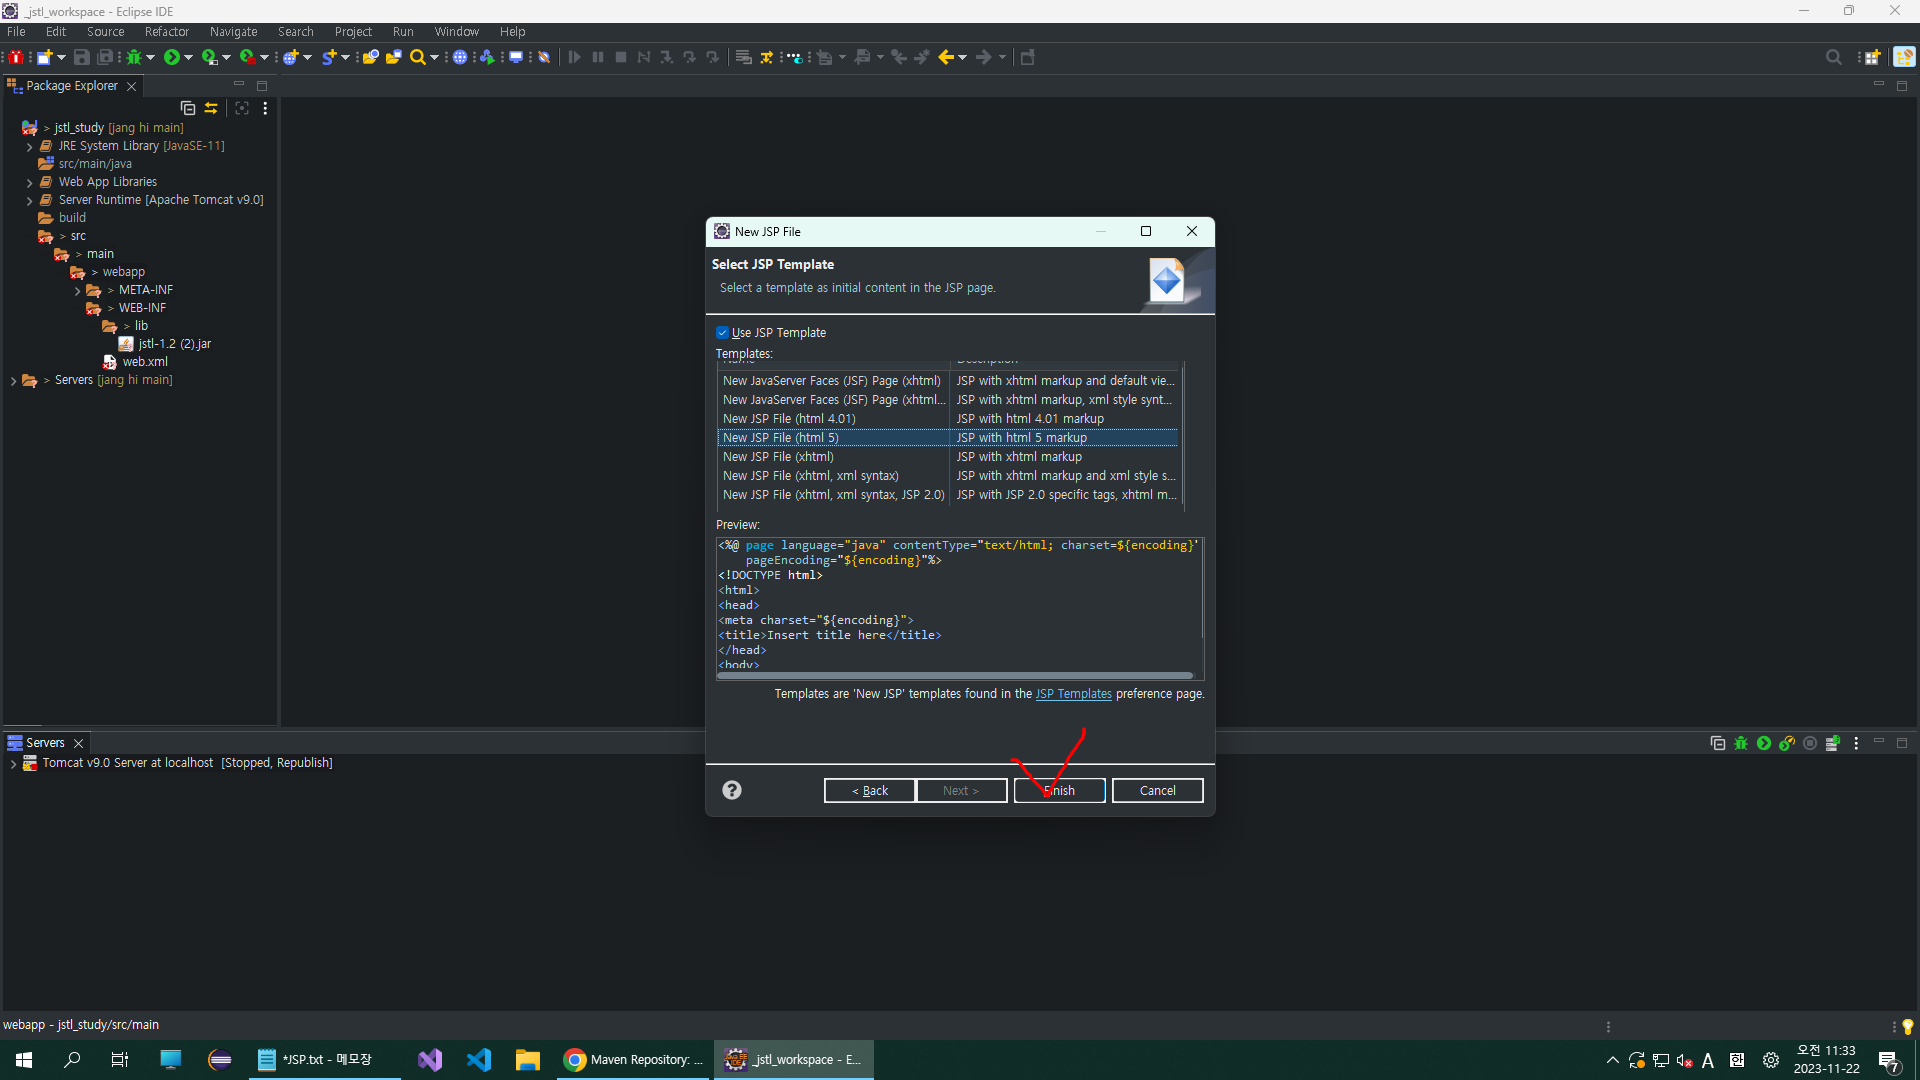 _jstl_workspace - Eclipse IDE
File Edit Source Refactor Navigate Search Project Run Window Help
Package Explorer
> jstl_study [jang hi main]
JRE System Library [JavaSE-11]
src/main/java
Web App Libraries
Server Runtime [Apache Tomcat v9.0]
build
> src
> main
> webapp
> META-INF
> WEB-INF
> lib
jstl-1.2 (2).jar
web.xml
> Servers [jang hi main]
New JSP File
Select JSP Template
Select a template as initial content in the JSP page.
Use JSP Template
Templates:
Name Description
New JavaServer Faces (JSF) Page (xhtml) JSP with xhtml markup and default vie...
New JavaServer Faces (JSF) Page (xhtml... JSP with xhtml markup, xml style synt...
New JSP File (html 4.01) JSP with html 4.01 markup
New JSP File (html 5) JSP with html 5 markup
New JSP File (xhtml) JSP with xhtml markup
New JSP File (xhtml, xml syntax) JSP with xhtml markup and xml style s...
New JSP File (xhtml, xml syntax, JSP 2.0) JSP with JSP 2.0 specific tags, xhtml m...
Preview:
<%@ page language="java" contentType="text/html; charset=${encoding}"
pageEncoding="${encoding}"%>
<!DOCTYPE html>
<html>
<head>
<meta charset="${encoding}">
<title>Insert title here</title>
</head>
<body>
Templates are 'New JSP' templates found in the JSP Templates preference page.
? < Back Next > Finish Cancel
Servers
Tomcat v9.0 Server at localhost [Stopped, Republish]
webapp - jstl_study/src/main
*JSP.txt - 메모장
Maven Repository: ...
_jstl_workspace - E...
A
오전 11:33
2023-11-22
7